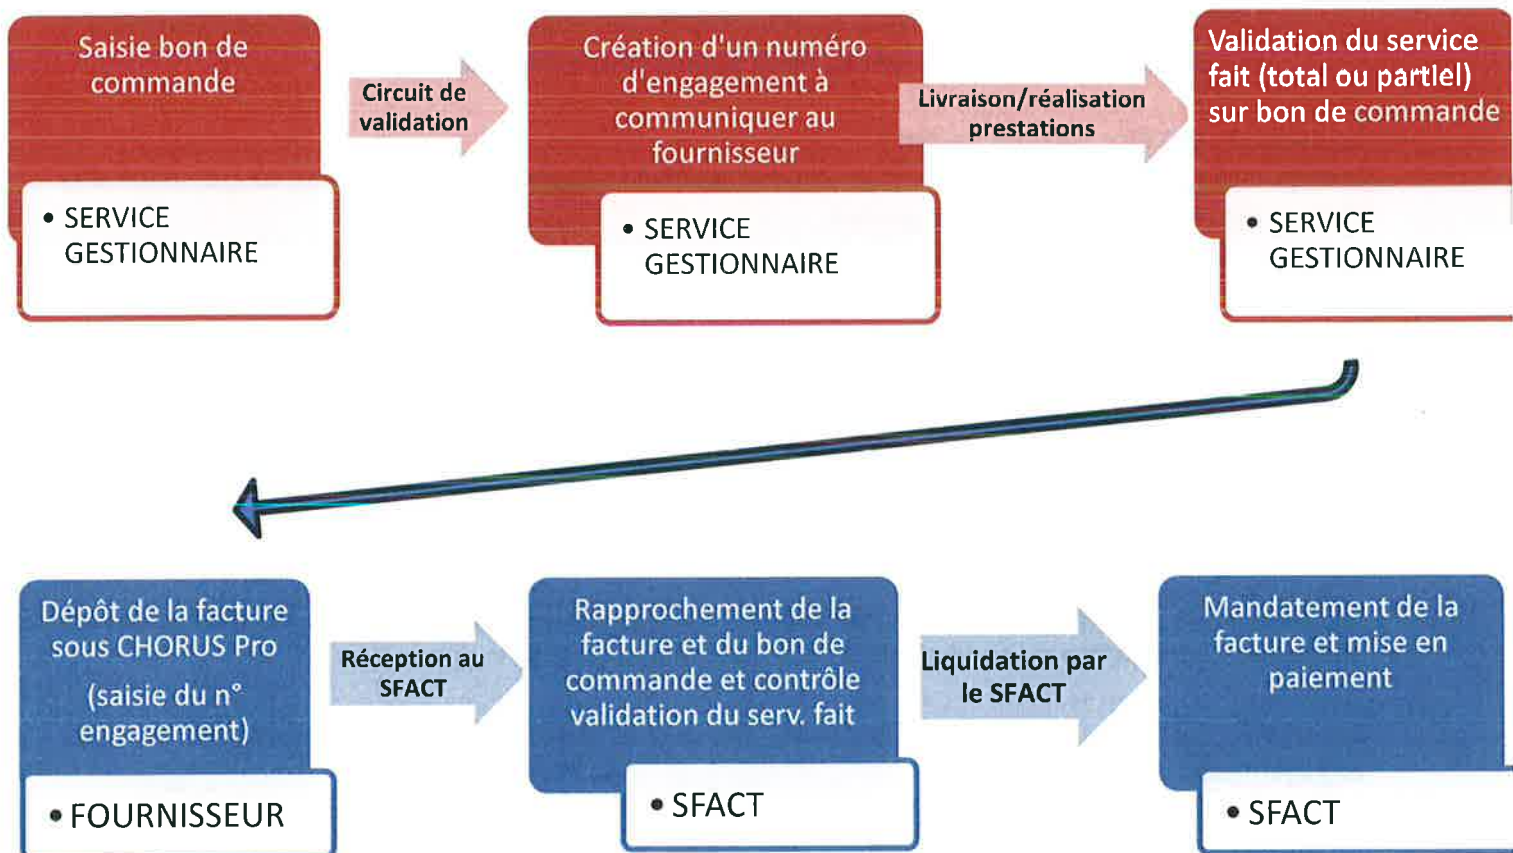 Saisie bon de
commande
Circuit de
validation
Création d'un numéro
d'engagement à
communiquer au
fournisseur
Livraison/réalisation
prestations
Validation du service
fait (total ou partiel)
sur bon de commande
• SERVICE
GESTIONNAIRE
• SERVICE
GESTIONNAIRE
• SERVICE
GESTIONNAIRE
Dépôt de la facture
sous CHORUS Pro
(saisie du n°
engagement)
Réception au
SFACT
Rapprochement de la
facture et du bon de
commande et contrôle
validation du serv. fait
Liquidation par
le SFACT
Mandatement de la
facture et mise en
paiement
• FOURNISSEUR
• SFACT
• SFACT